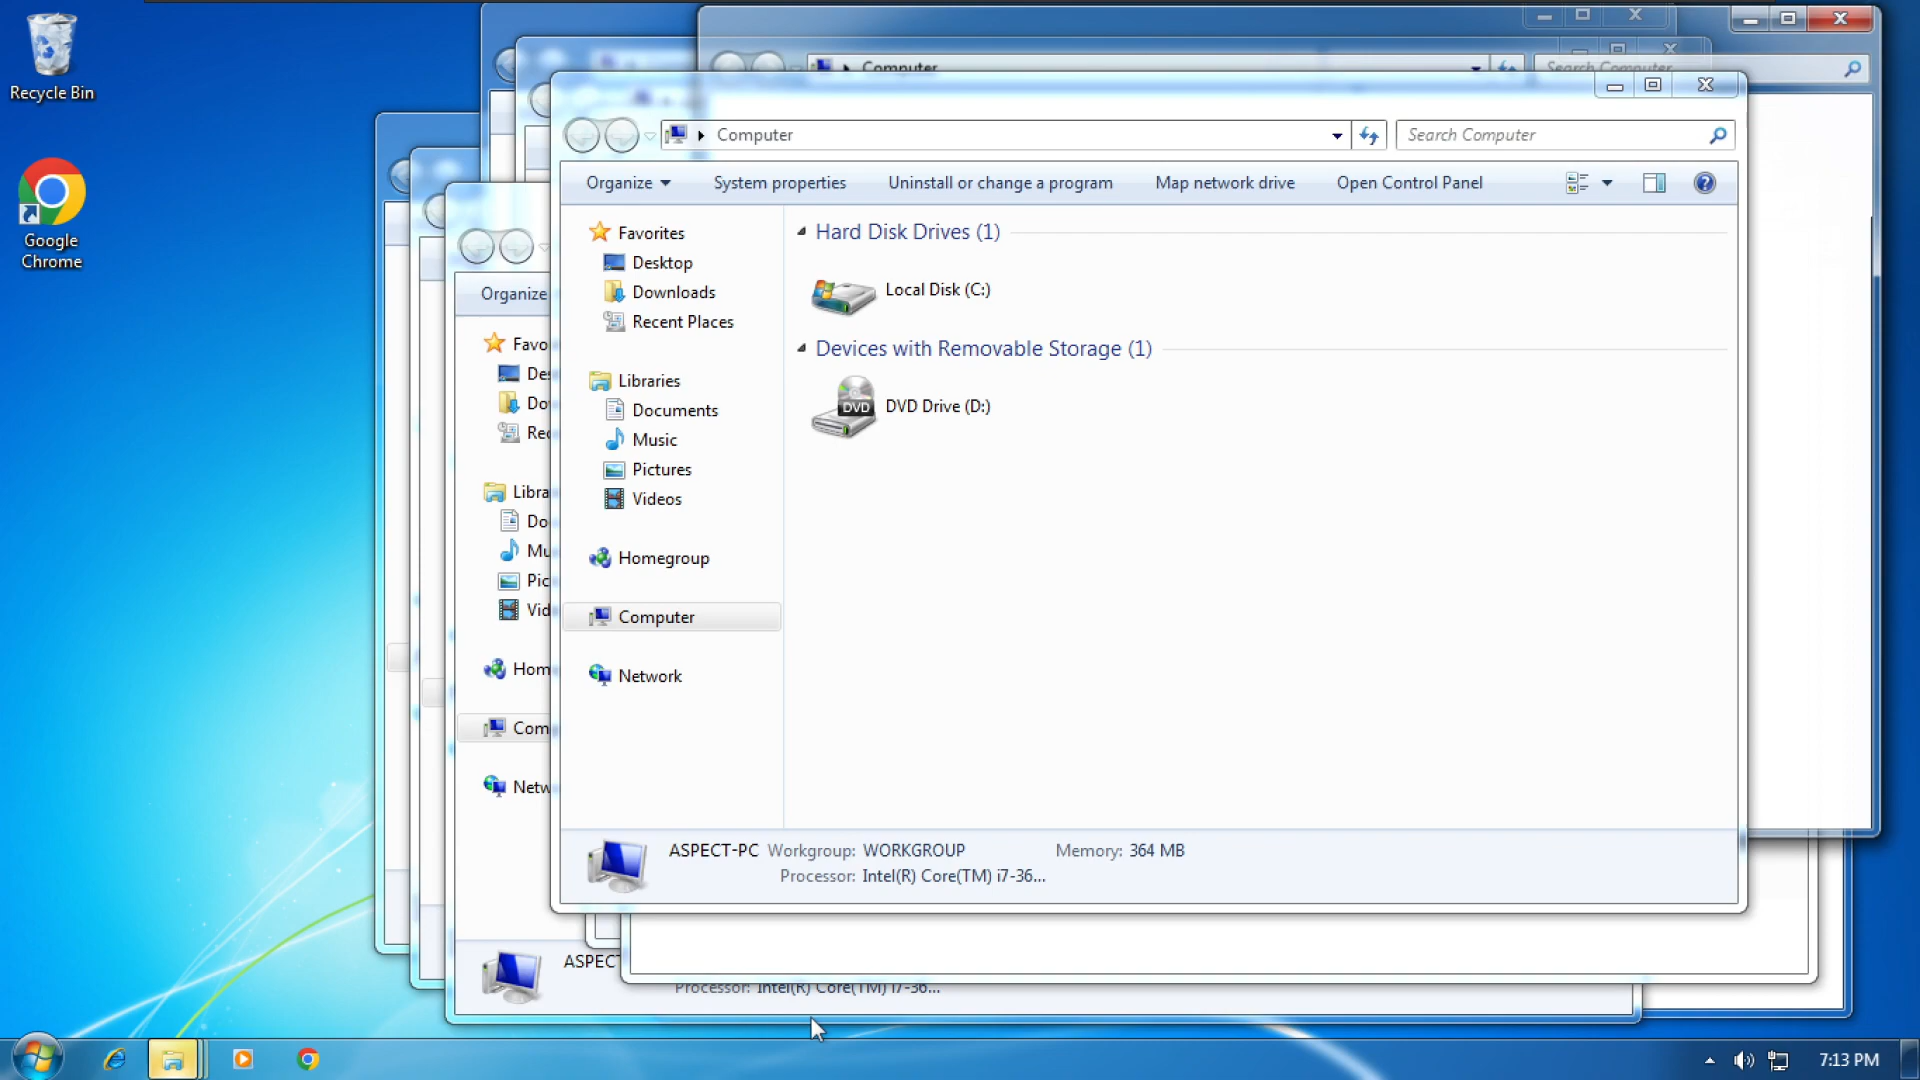 Recycle Bin
Google
Chrome
Computer
Search Computer
Computer
Search Computer
Organize
System properties
Uninstall or change a program
Map network drive
Open Control Panel
Favorites
Desktop
Downloads
Recent Places
Libraries
Documents
Music
Pictures
Videos
Homegroup
Computer
Network
Hard Disk Drives (1)
Local Disk (C:)
Devices with Removable Storage (1)
DVD
DVD Drive (D:)
ASPECT-PC Workgroup: WORKGROUP Memory: 364 MB
Processor: Intel(R) Core(TM) i7-36...
Organize
Favo
Des
Do
Rec
Libra
Do
Mu
Pic
Vid
Hom
Com
Netw
ASPEC
Processor: Intel(R) Core(TM) i7-36...
7:13 PM